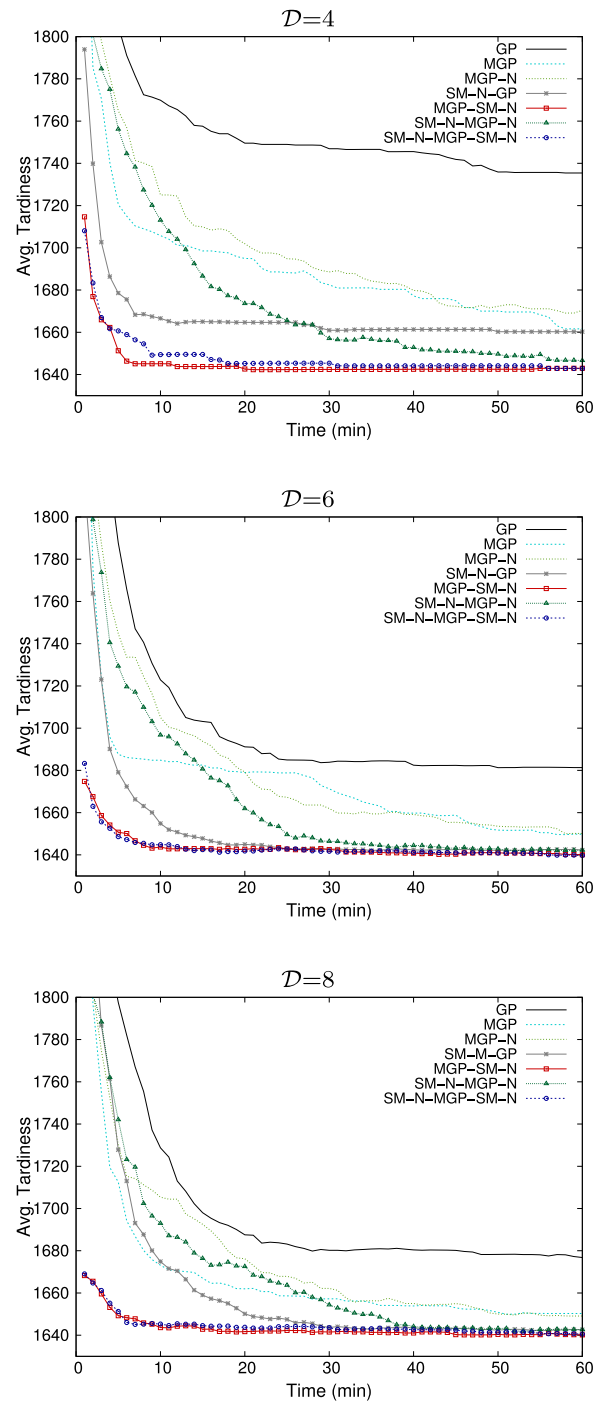 𝒟=4
1800
1780
1760
1740
1720
1700
1680
1660
1640
Avg. Tardiness
GP
MGP
MGP−N
SM−N−GP
MGP−SM−N
SM−N−MGP−N
SM−N−MGP−SM−N
0 10 20 30 40 50 60
Time (min)
𝒟=6
1800
1780
1760
1740
1720
1700
1680
1660
1640
Avg. Tardiness
GP
MGP
MGP−N
SM−N−GP
MGP−SM−N
SM−N−MGP−N
SM−N−MGP−SM−N
0 10 20 30 40 50 60
Time (min)
𝒟=8
1800
1780
1760
1740
1720
1700
1680
1660
1640
Avg. Tardiness
GP
MGP
MGP−N
SM−M−GP
MGP−SM−N
SM−N−MGP−N
SM−N−MGP−SM−N
0 10 20 30 40 50 60
Time (min)